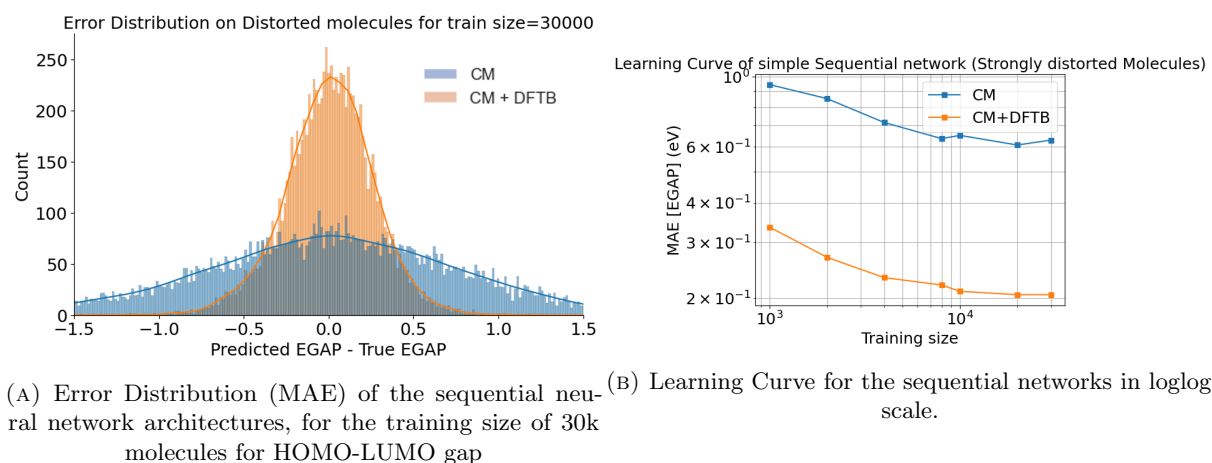 Error Distribution on Distorted molecules for train size=30000
250
200
150
100
50
0
Count
CM
CM + DFTB
−1.5 −1.0 −0.5 0.0 0.5 1.0 1.5
Predicted EGAP - True EGAP
(A) Error Distribution (MAE) of the sequential neu-
ral network architectures, for the training size of 30k
molecules for HOMO-LUMO gap
Learning Curve of simple Sequential network (Strongly distorted Molecules)
10⁰
6 × 10⁻¹
4 × 10⁻¹
3 × 10⁻¹
2 × 10⁻¹
MAE [EGAP] (eV)
CM
CM+DFTB
10³ 10⁴
Training size
(B) Learning Curve for the sequential networks in loglog
scale.